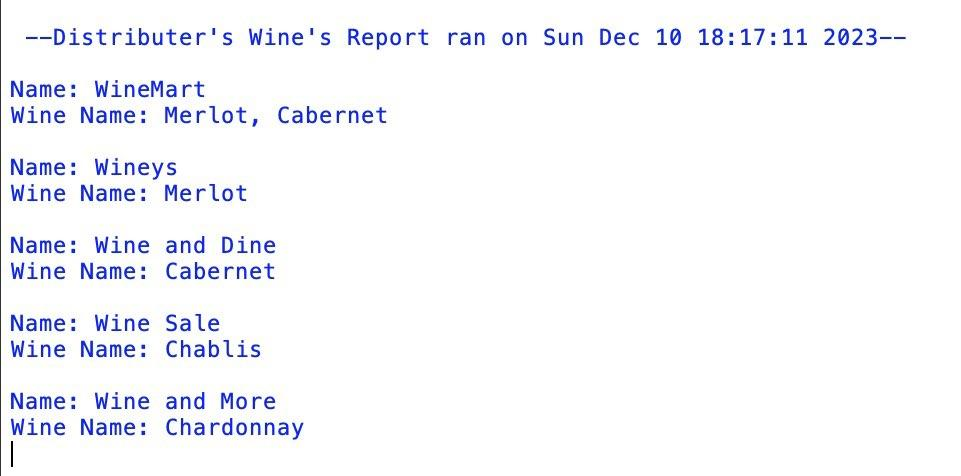 --Distributer's Wine's Report ran on Sun Dec 10 18:17:11 2023--
Name: WineMart
Wine Name: Merlot, Cabernet
Name: Wineys
Wine Name: Merlot
Name: Wine and Dine
Wine Name: Cabernet
Name: Wine Sale
Wine Name: Chablis
Name: Wine and More
Wine Name: Chardonnay